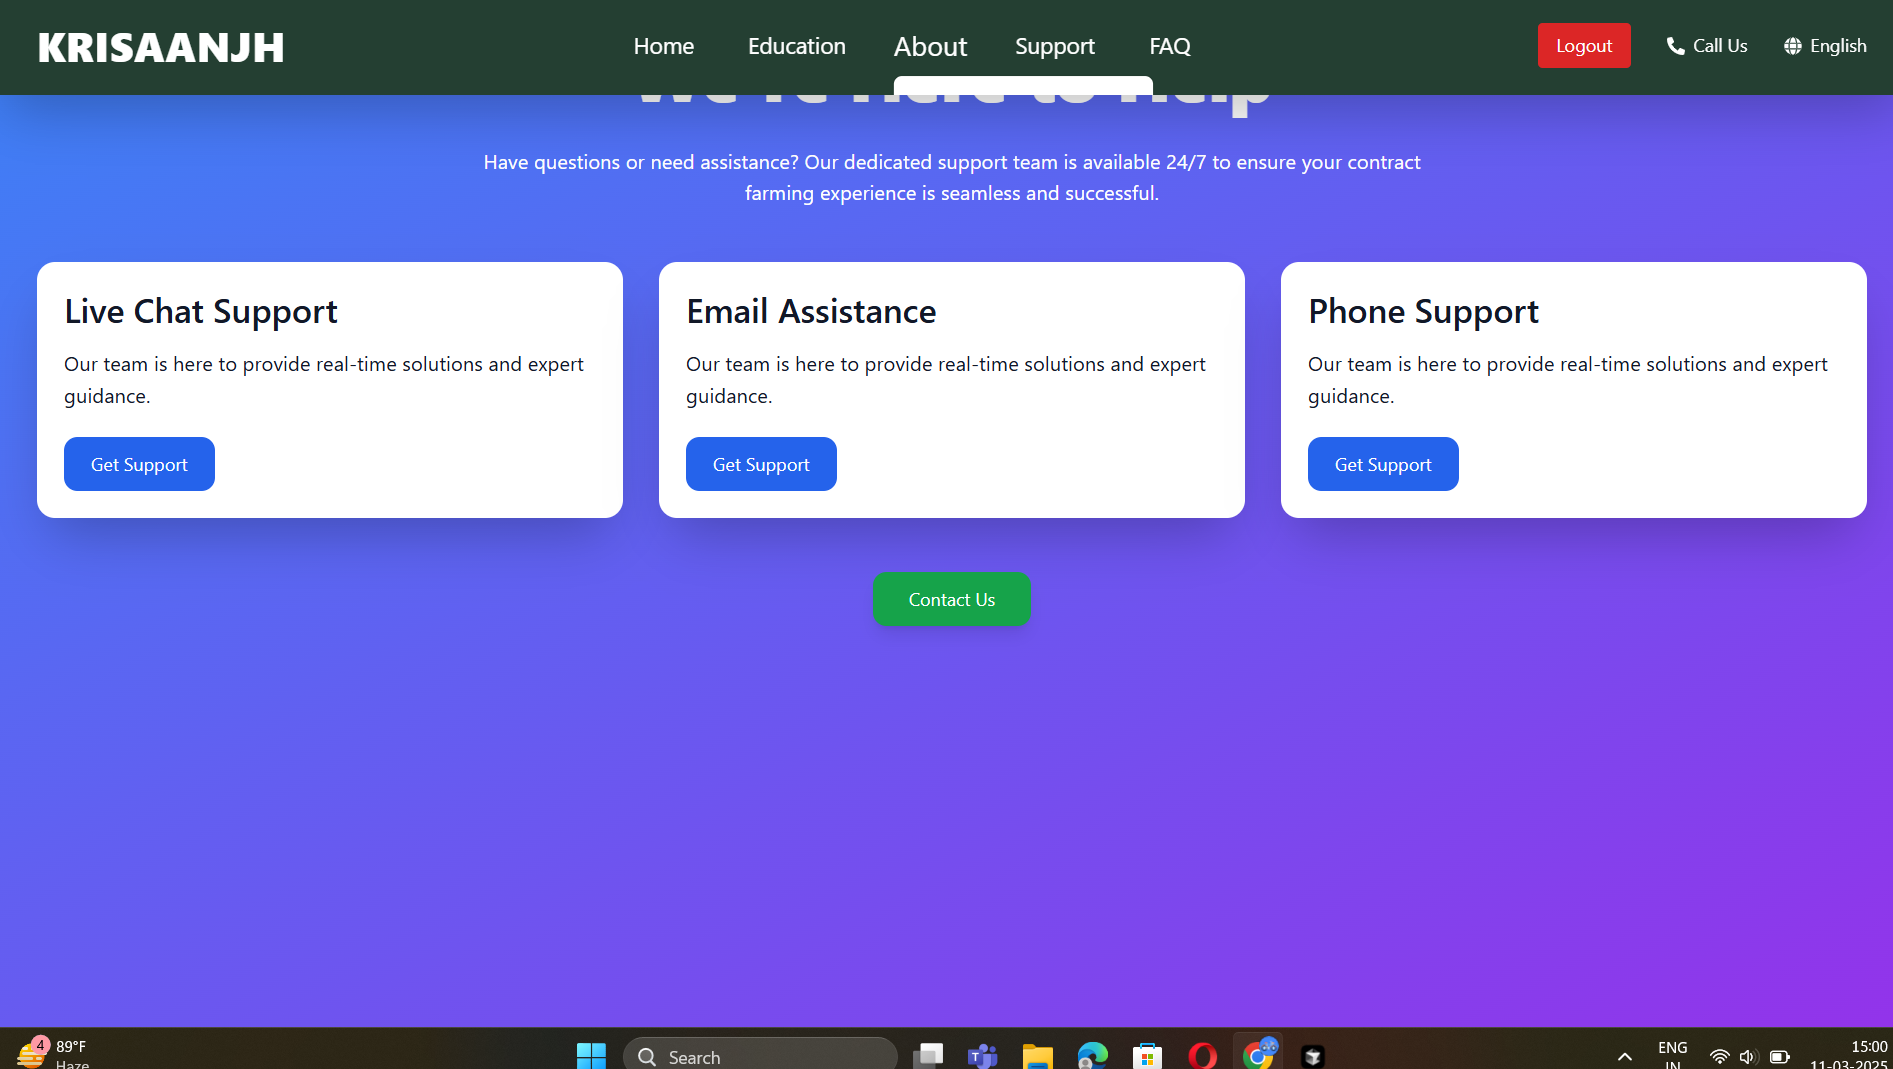 KRISAANJH
Home
Education
About
Support
FAQ
Logout
Call Us
English
We're here to help
Have questions or need assistance? Our dedicated support team is available 24/7 to ensure your contract
farming experience is seamless and successful.
Live Chat Support
Our team is here to provide real-time solutions and expert
guidance.
Get Support
Email Assistance
Our team is here to provide real-time solutions and expert
guidance.
Get Support
Phone Support
Our team is here to provide real-time solutions and expert
guidance.
Get Support
Contact Us
4
89°F
Haze
Search
ENG
IN
15:00
11-03-2025